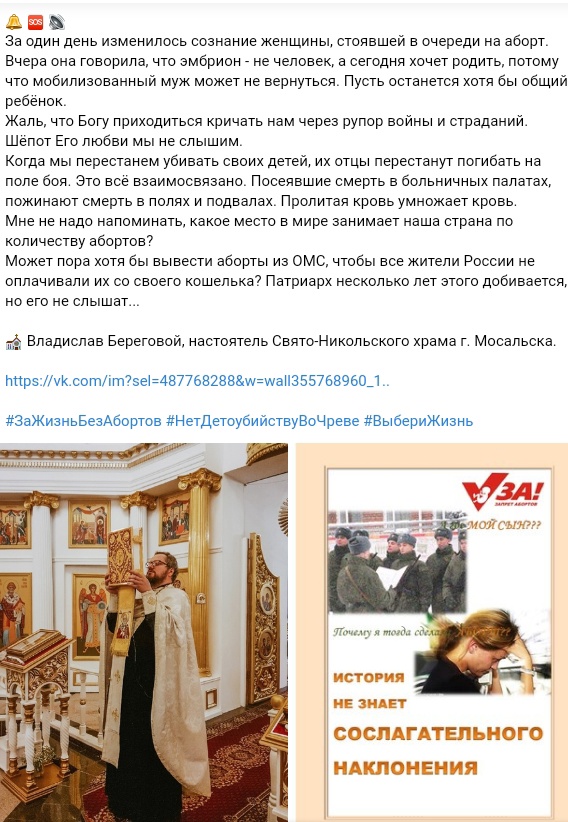 🔔 🆘 🔊
За один день изменилось сознание женщины, стоявшей в очереди на аборт.
Вчера она говорила, что эмбрион - не человек, а сегодня хочет родить, потому
что мобилизованный муж может не вернуться. Пусть останется хотя бы общий
ребёнок.
Жаль, что Богу приходиться кричать нам через рупор войны и страданий.
Шёпот Его любви мы не слышим.
Когда мы перестанем убивать своих детей, их отцы перестанут погибать на
поле боя. Это всё взаимосвязано. Посеявшие смерть в больничных палатах,
пожинают смерть в полях и подвалах. Пролитая кровь умножает кровь.
Мне не надо напоминать, какое место в мире занимает наша страна по
количеству абортов?
Может пора хотя бы вывести аборты из ОМС, чтобы все жители России не
оплачивали их со своего кошелька? Патриарх несколько лет этого добивается,
но его не слышат...
Владислав Береговой, настоятель Свято-Никольского храма г. Мосальска.
https://vk.com/im?sel=487768288&w=wall355768960_1..
#ЗаЖизньБезАбортов #НетДетоубийствуВоЧреве #ВыбериЖизнь
ЗА!
ЗАПРЕТ АБОРТОВ
МОЙ СЫН???
Почему я тогда
ИСТОРИЯ
НЕ ЗНАЕТ
СОСЛАГАТЕЛЬНОГО
НАКЛОНЕНИЯ